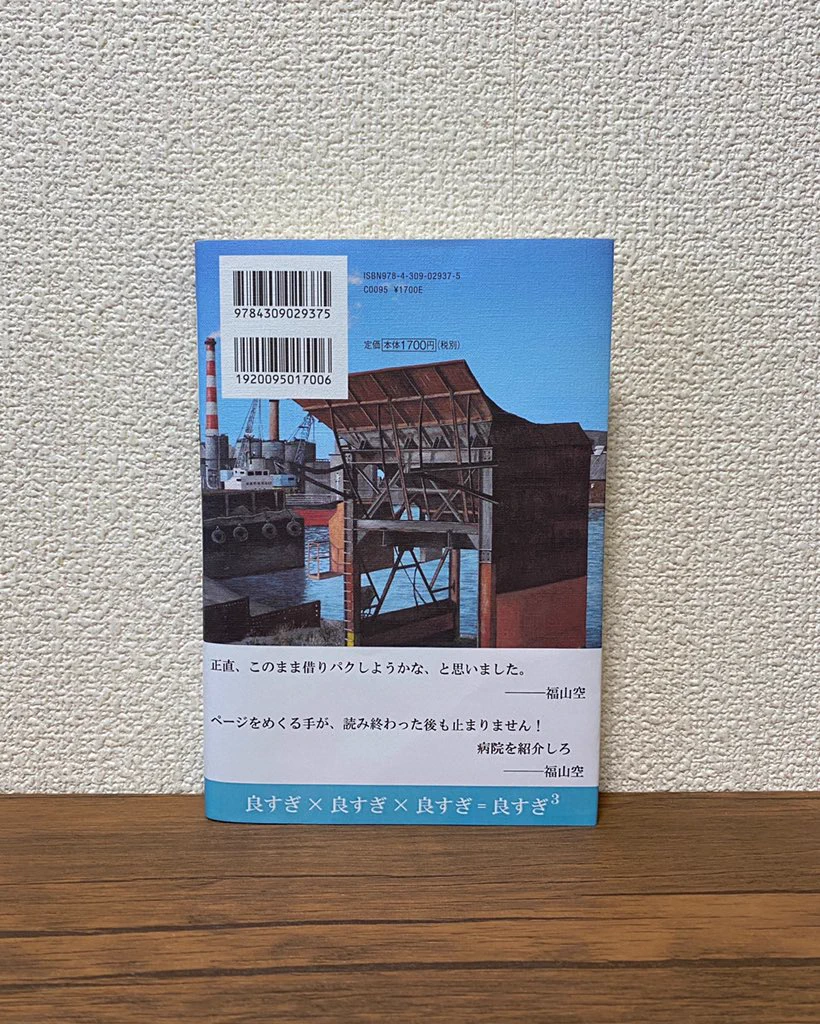 ISBN978-4-309-02937-5
C0095 ¥1700E
9784309029375
定価 本体1700円(税別)
1920095017006
正直、このまま借りパクしようかな、と思いました。
———福山空
ページをめくる手が、読み終わった後も止まりません！
病院を紹介しろ
———福山空
良すぎ×良すぎ×良すぎ=良すぎ³